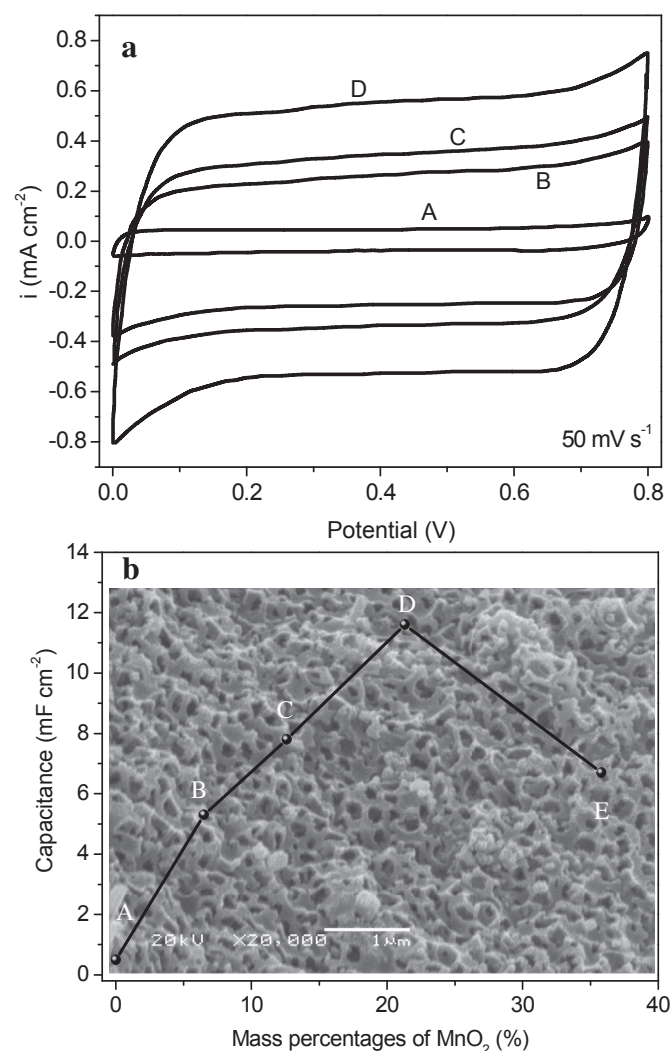 a
0.8
0.6
0.4
0.2
0.0
-0.2
-0.4
-0.6
-0.8
i (mA cm⁻²)
D
C
B
A
50 mV s⁻¹
0.0 0.2 0.4 0.6 0.8
Potential (V)
b
14
12
10
8
6
4
2
0
Capacitance (mF cm⁻²)
D
C
B
E
A
20kV X20,000 1µm
0 10 20 30 40
Mass percentages of MnO₂ (%)